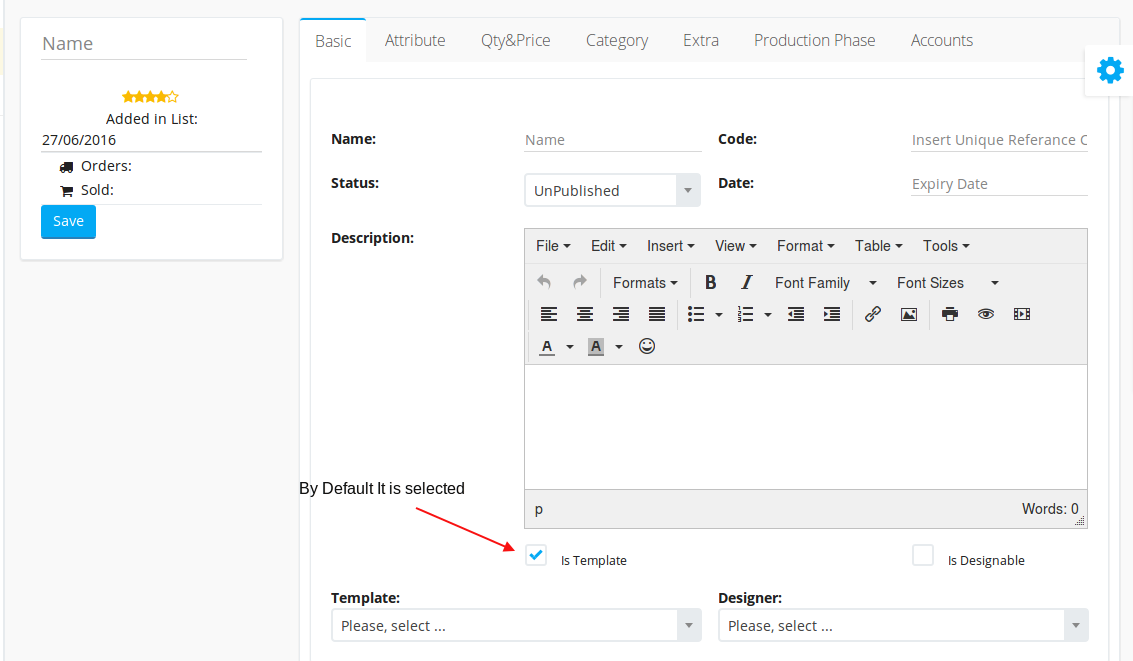 Name
Added in List:
27/06/2016
Orders:
Sold:
Save
Basic Attribute Qty&Price Category Extra Production Phase Accounts
Name: Name Code: Insert Unique Referance C
Status: UnPublished Date: Expiry Date
Description:
File Edit Insert View Format Table Tools
Formats B I Font Family Font Sizes
A A
p Words: 0
By Default It is selected
Is Template Is Designable
Template: Designer:
Please, select ... Please, select ...